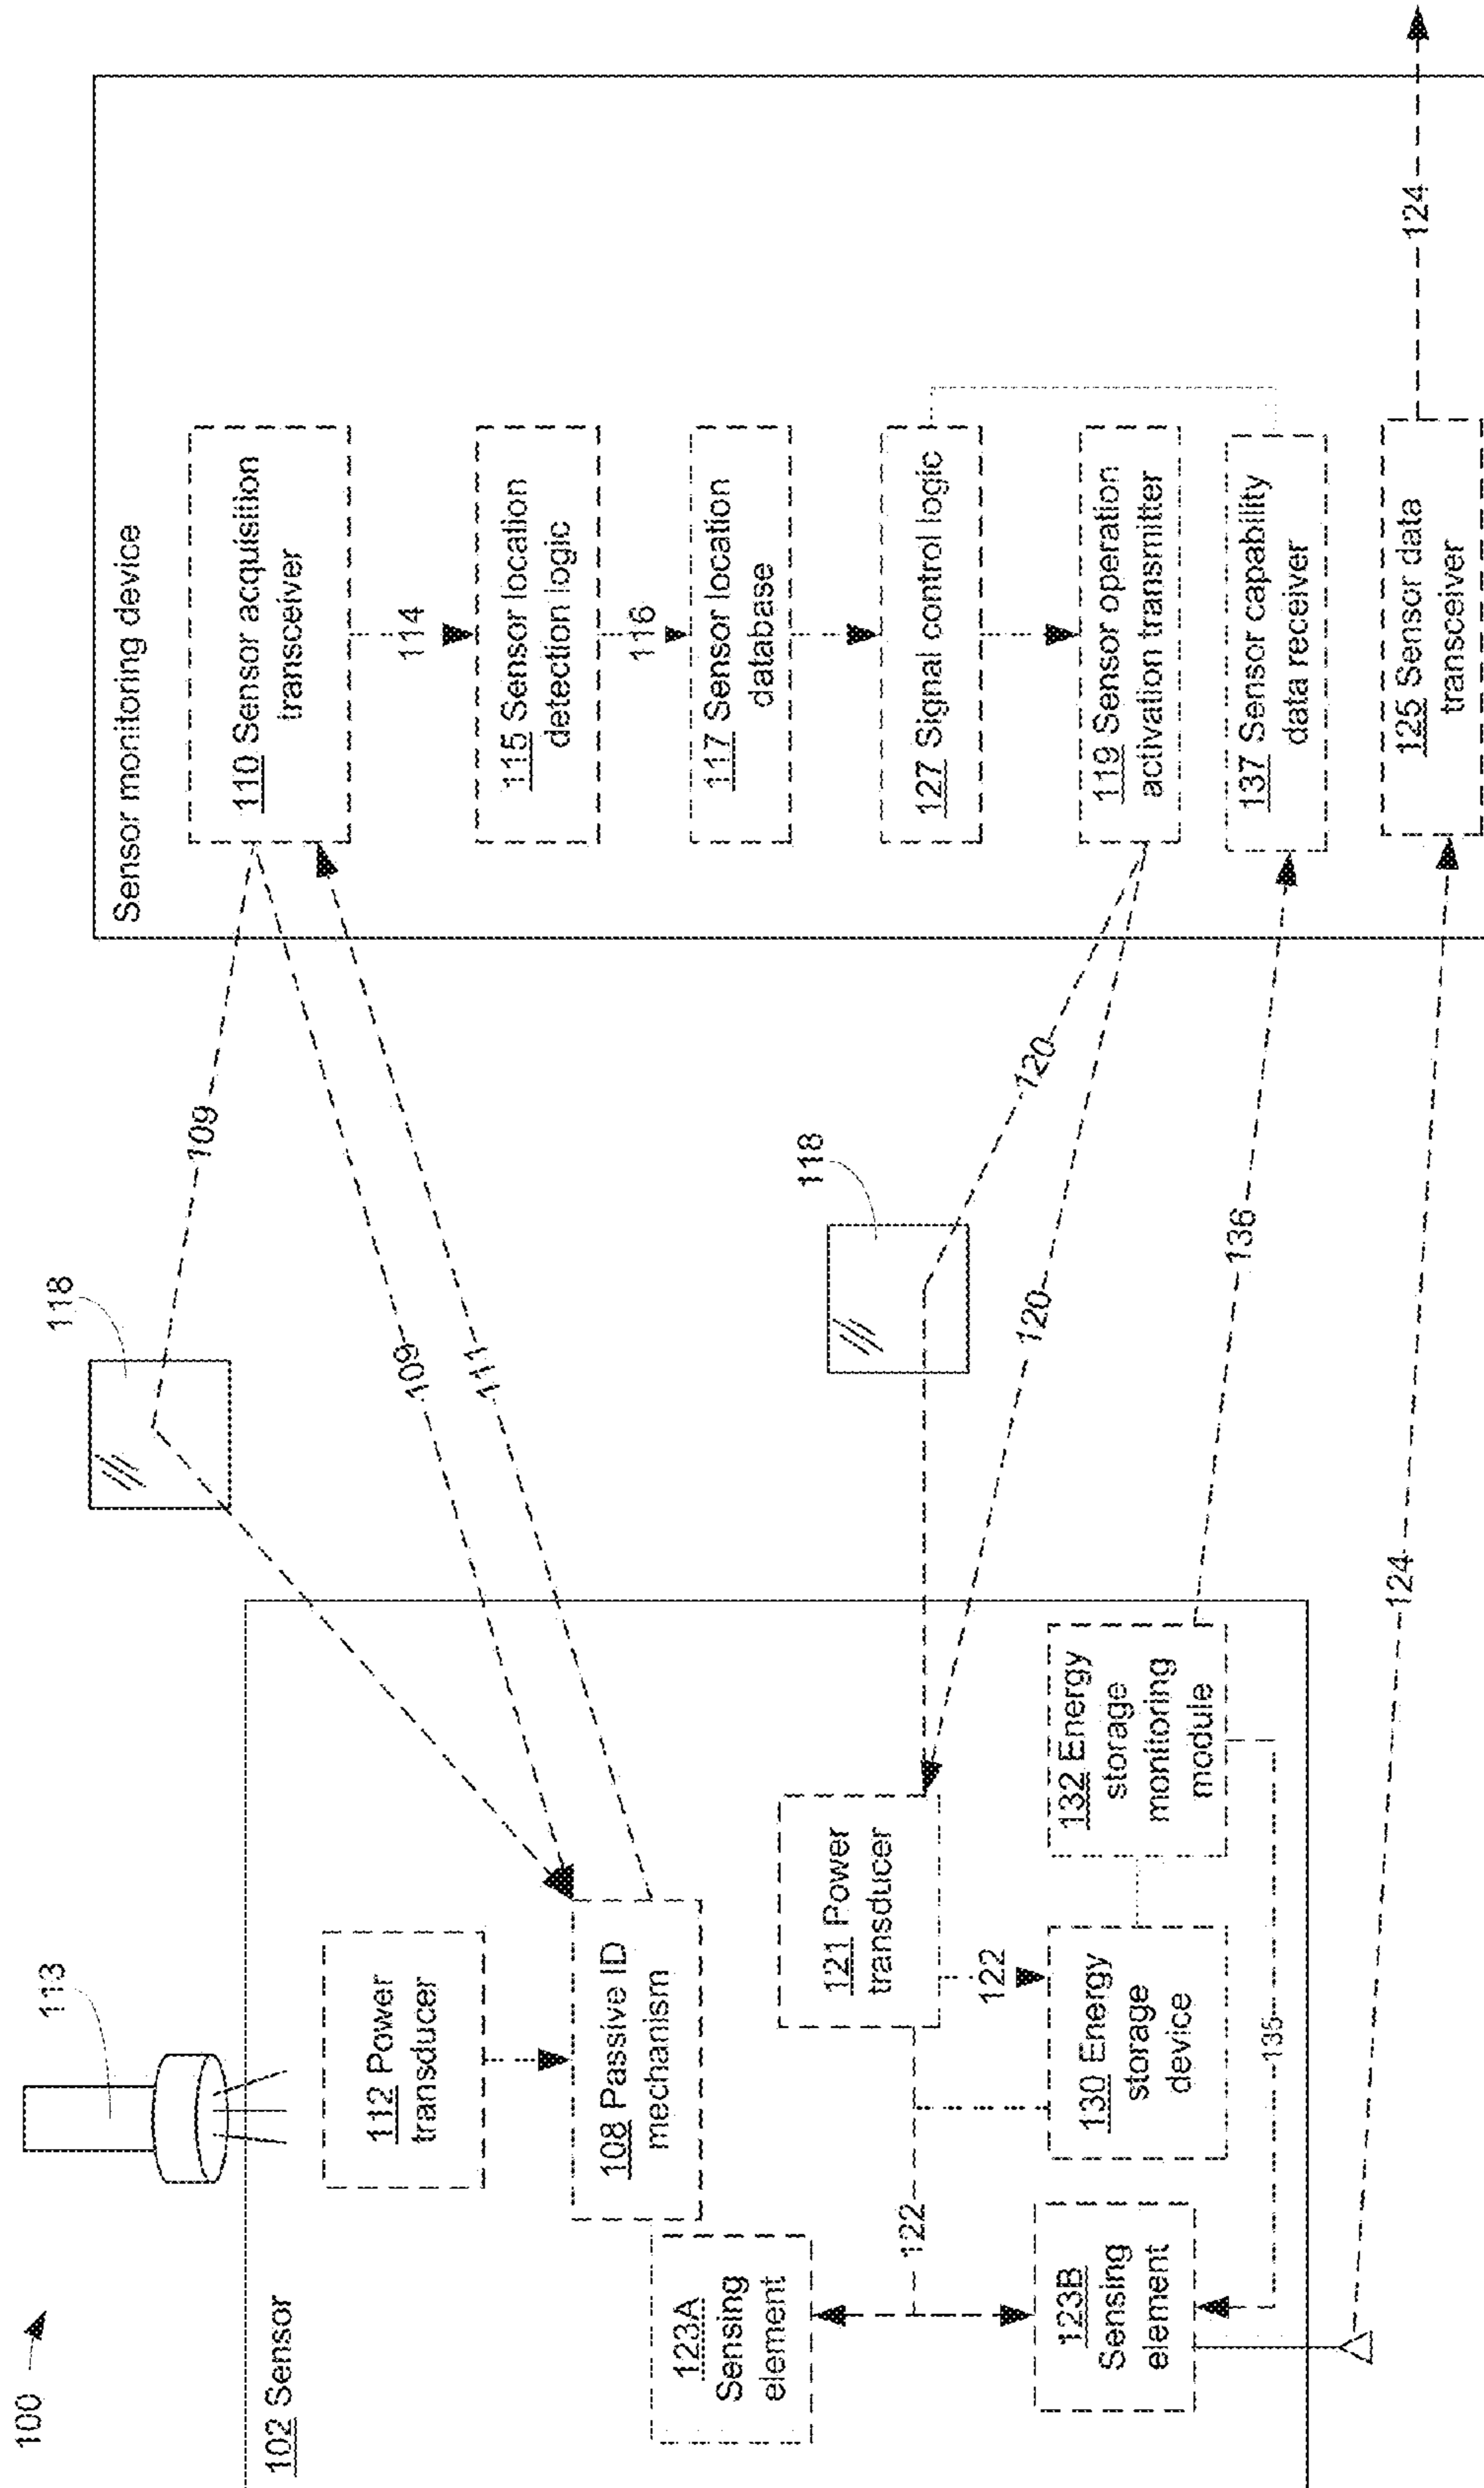 100
102 Sensor
113
112 Power
transducer
108 Passive ID
mechanism
123A
Sensing
element
122
121 Power
transducer
122
130 Energy
storage
device
132 Energy
storage
monitoring
module
123B
Sensing
element
135
118
109
109
111
118
120
120
136
124
Sensor monitoring device
110 Sensor acquisition
transceiver
114
115 Sensor location
detection logic
116
117 Sensor location
database
127 Signal control logic
119 Sensor operation
activation transmitter
137 Sensor capability
data receiver
125 Sensor data
transceiver
124